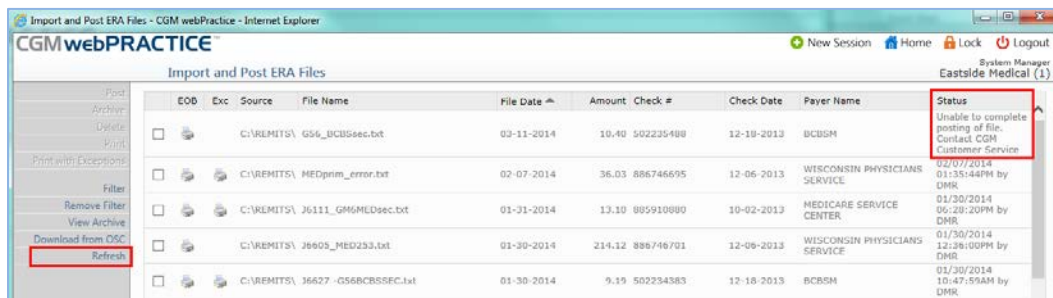 Import and Post ERA Files - CGM webPractice - Internet Explorer
CGM webPRACTICE
New Session Home Lock Logout
System Manager
Import and Post ERA Files Eastside Medical (1)
Post
Archive
Delete
Print
Print with Exceptions
Filter
Remove Filter
View Archive
Download from OSC
Refresh
EOB Exc Source File Name File Date Amount Check # Check Date Payer Name Status
C:\REMITS\ G56_BCBSsec.txt 03-11-2014 10.40 502235488 12-18-2013 BCBSM Unable to complete
posting of file.
Contact CGM
Customer Service
C:\REMITS\ MEDprim_error.txt 02-07-2014 36.03 886746695 12-06-2013 WISCONSIN PHYSICIANS SERVICE 02/07/2014
01:35:44PM by
DMR
C:\REMITS\ J6111_GM6MEDsec.txt 01-31-2014 13.10 885910880 10-02-2013 MEDICARE SERVICE CENTER 01/30/2014
06:28:20PM by
DMR
C:\REMITS\ J6605_MED2S3.txt 01-30-2014 214.12 886746701 12-06-2013 WISCONSIN PHYSICIANS SERVICE 01/30/2014
12:36:00PM by
DMR
C:\REMITS\ J6627 -G56BCBSSEC.txt 01-30-2014 9.19 502234383 12-18-2013 BCBSM 01/30/2014
10:47:59AM by
DMR